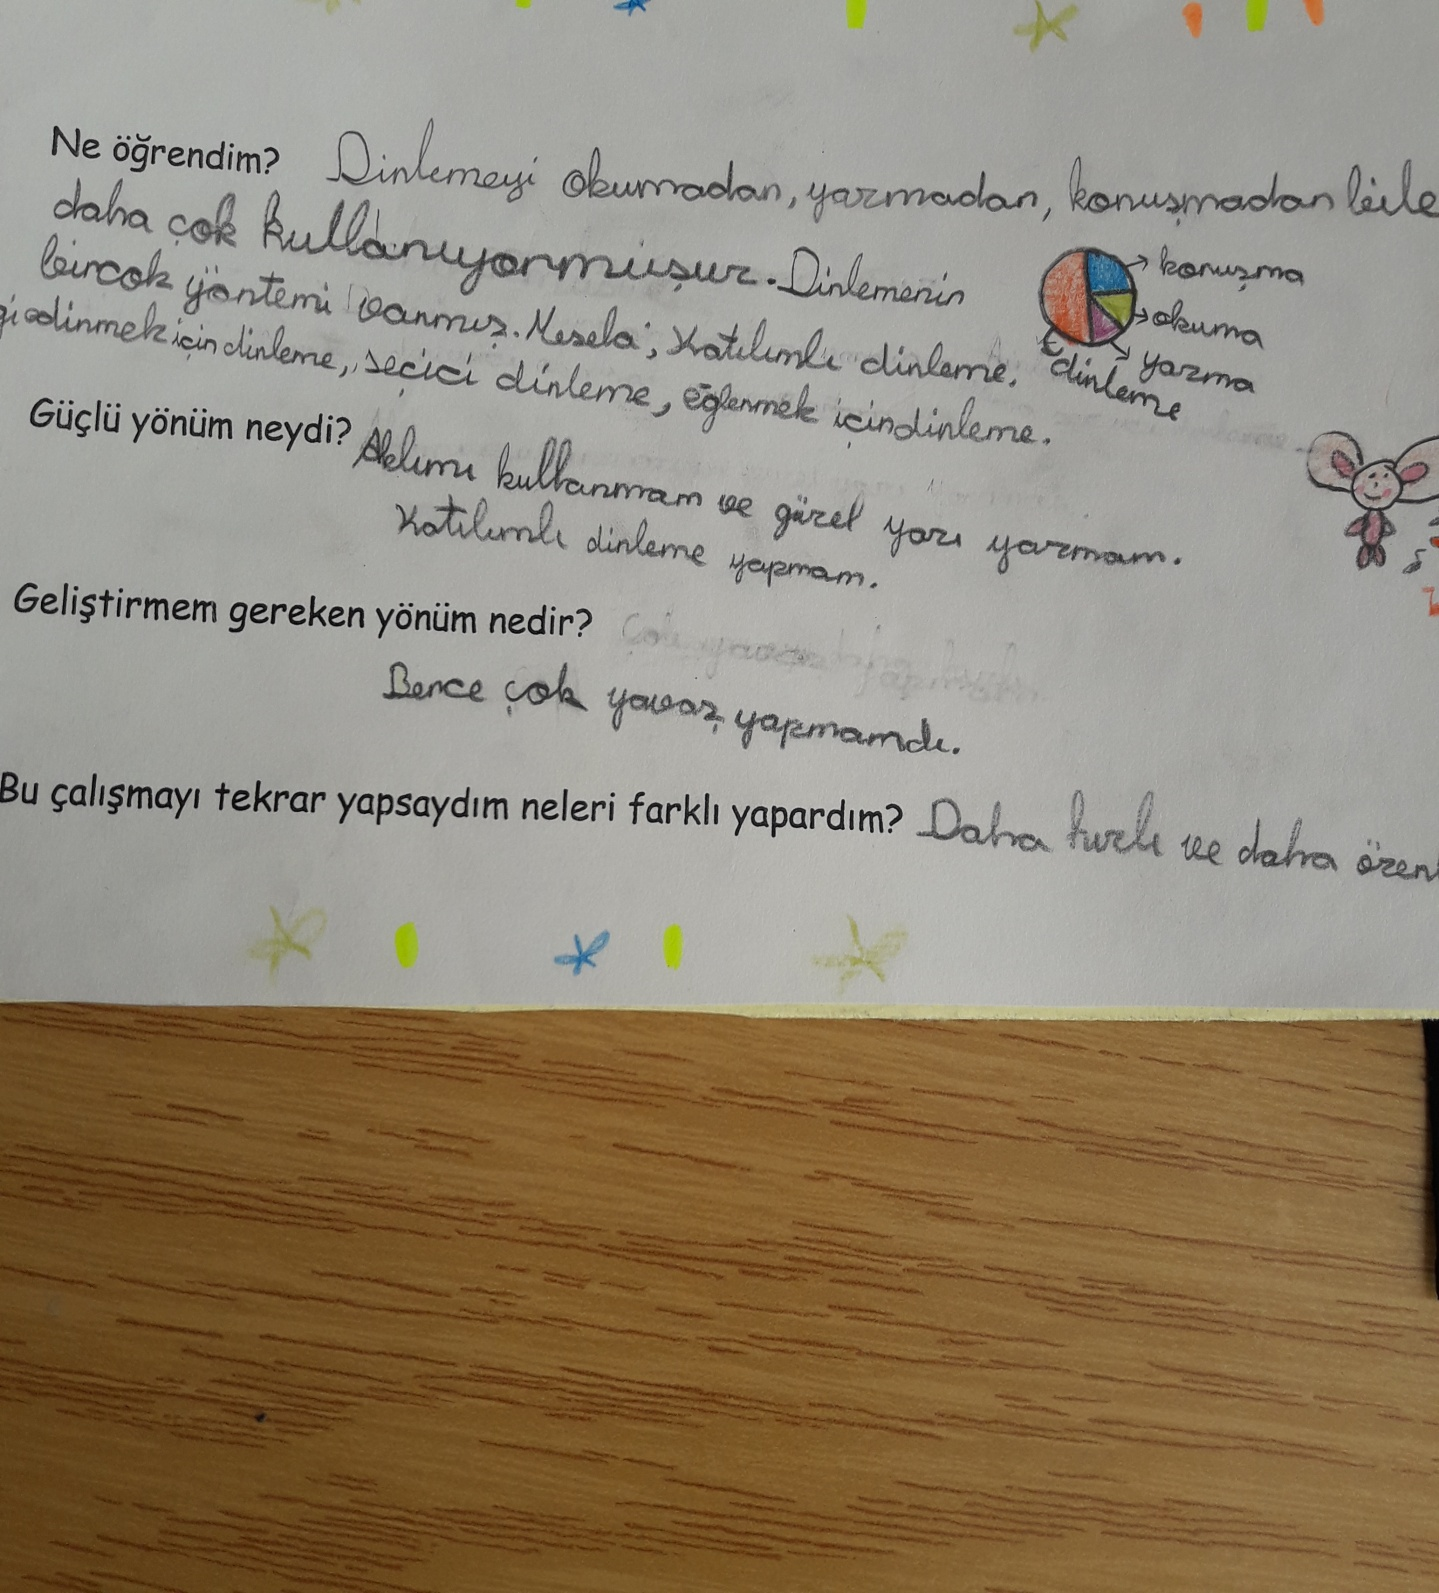 Ne öğrendim? Dinlemeyi okumadan, yazmadan, konuşmadan bile
daha çok kullanıyormuşuz. Dinlemenin
birçok yöntemi varmış. Mesela; Katılımlı dinleme,
gi edinmek için dinleme, seçici dinleme, eğlenmek için dinleme.
konuşma
okuma
yazma
dinleme
Güçlü yönüm neydi? Aklımı kullanmam ve güzel yazı yazmam.
Katılımlı dinleme yapmam.
Geliştirmem gereken yönüm nedir?
Bence çok yavaş yapmamdı.
Bu çalışmayı tekrar yapsaydım neleri farklı yapardım? Daha hızlı ve daha özenl